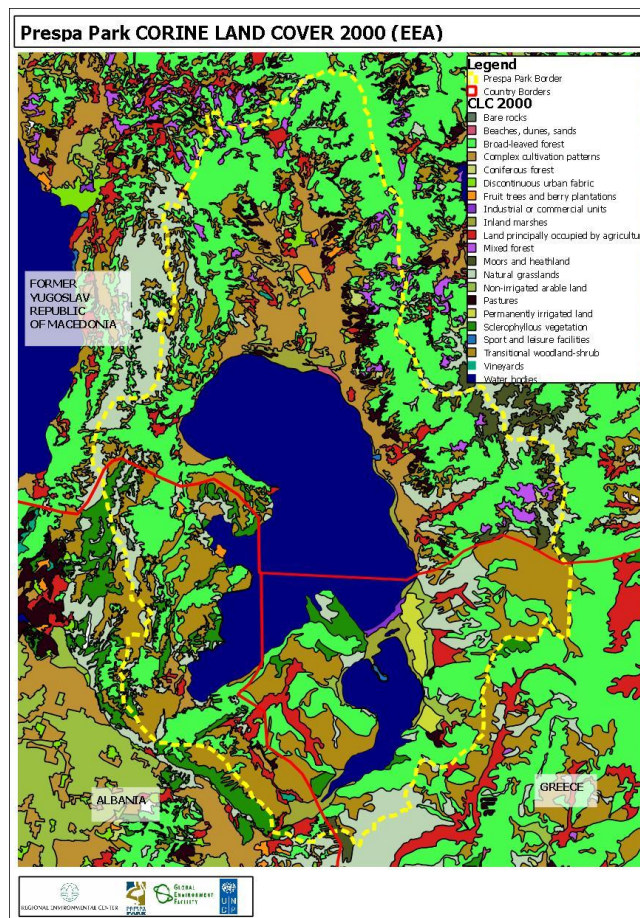 Prespa Park CORINE LAND COVER 2000 (EEA)
Legend
Prespa Park Border
Country Borders
CLC 2000
Bare rocks
Beaches, dunes, sands
Broad-leaved forest
Complex cultivation patterns
Coniferous forest
Discontinuous urban fabric
Fruit trees and berry plantations
Industrial or commercial units
Inland marshes
Land principally occupied by agricultur
Mixed forest
Moors and heathland
Natural grasslands
Non-irrigated arable land
Pastures
Permanently irrigated land
Sclerophyllous vegetation
Sport and leisure facilities
Transitional woodland-shrub
Vineyards
Water bodies
FORMER
YUGOSLAV
REPUBLIC
OF MACEDONIA
ALBANIA
GREECE
REGIONAL ENVIRONMENTAL CENTER
PRESPA
PARK
GLOBAL
ENVIRONMENT
FACILITY
U N
D P